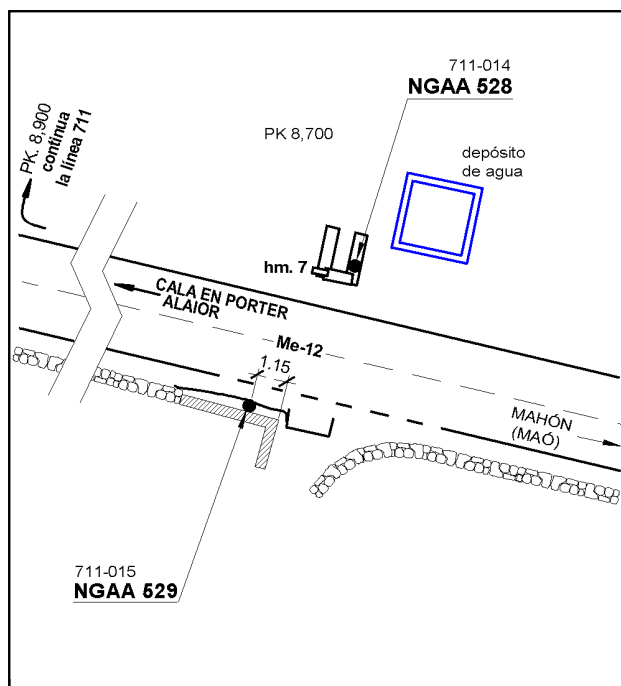 711-014
NGAA 528
PK. 8,900
continua
la línea 711
PK 8,700
depósito
de agua
hm. 7
CALA EN PORTER
ALAIOR
Me-12
1.15
MAHÓN
(MAÓ)
711-015
NGAA 529